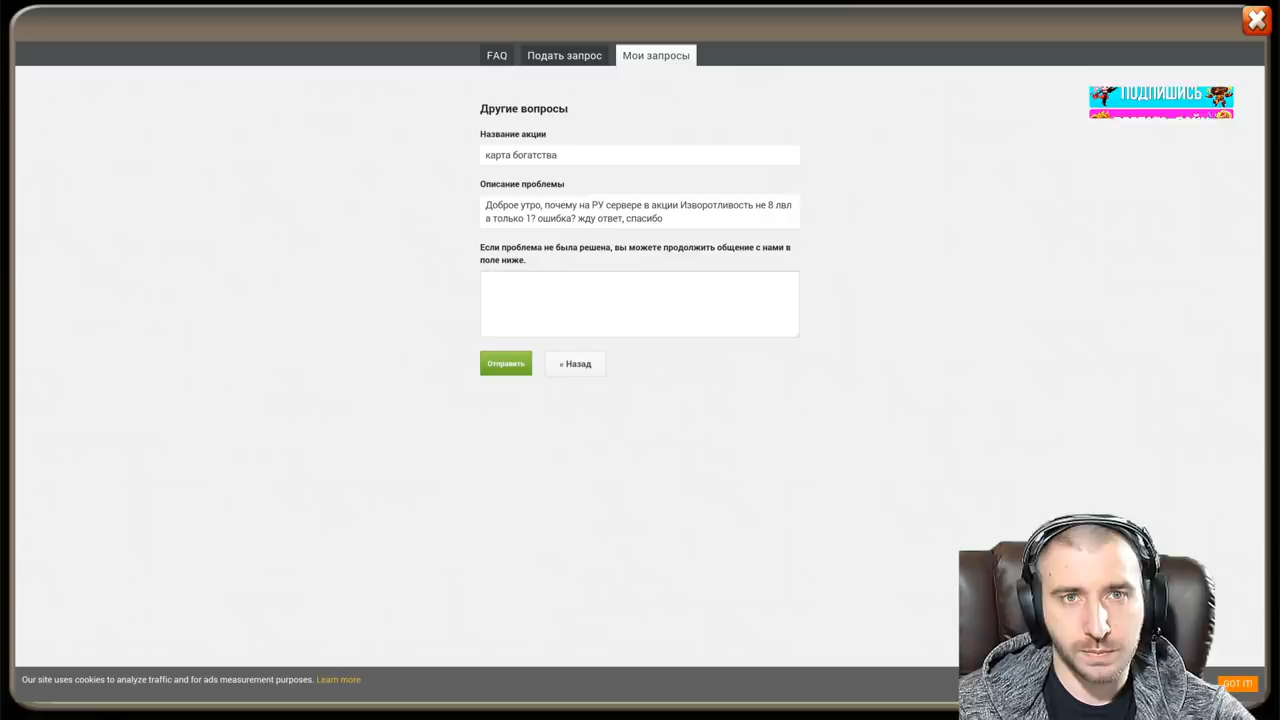 FAQ
Подать запрос
Мои запросы
ПОДПИШИСЬ
Другие вопросы
Название акции
карта богатства
Описание проблемы
Доброе утро, почему на РУ сервере в акции Изворотливость не 8 лвл
а только 1? ошибка? жду ответ, спасибо
Если проблема не была решена, вы можете продолжить общение с нами в
поле ниже.
Отправить
« Назад
Our site uses cookies to analyze traffic and for ads measurement purposes. Learn more
GOT IT!